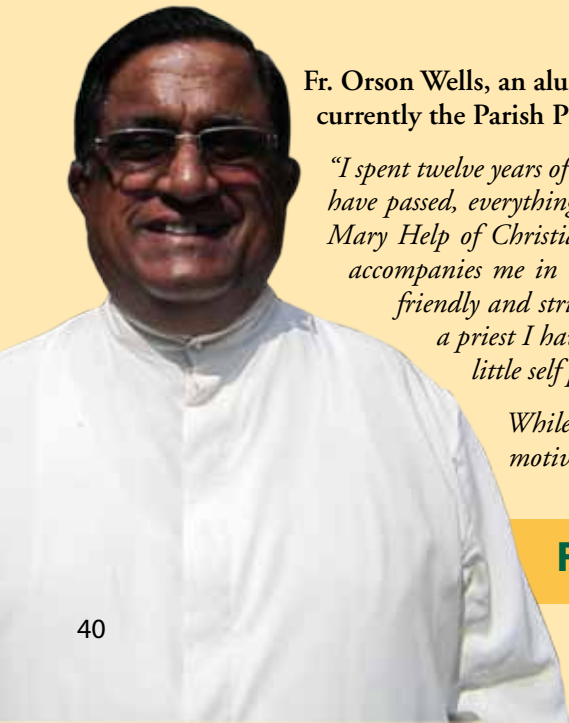 Fr. Orson Wells, an alu
currently the Parish P
“I spent twelve years of
have passed, everything
Mary Help of Christia
accompanies me in
friendly and stri
a priest I hav
little self p
While
motiv
F
40